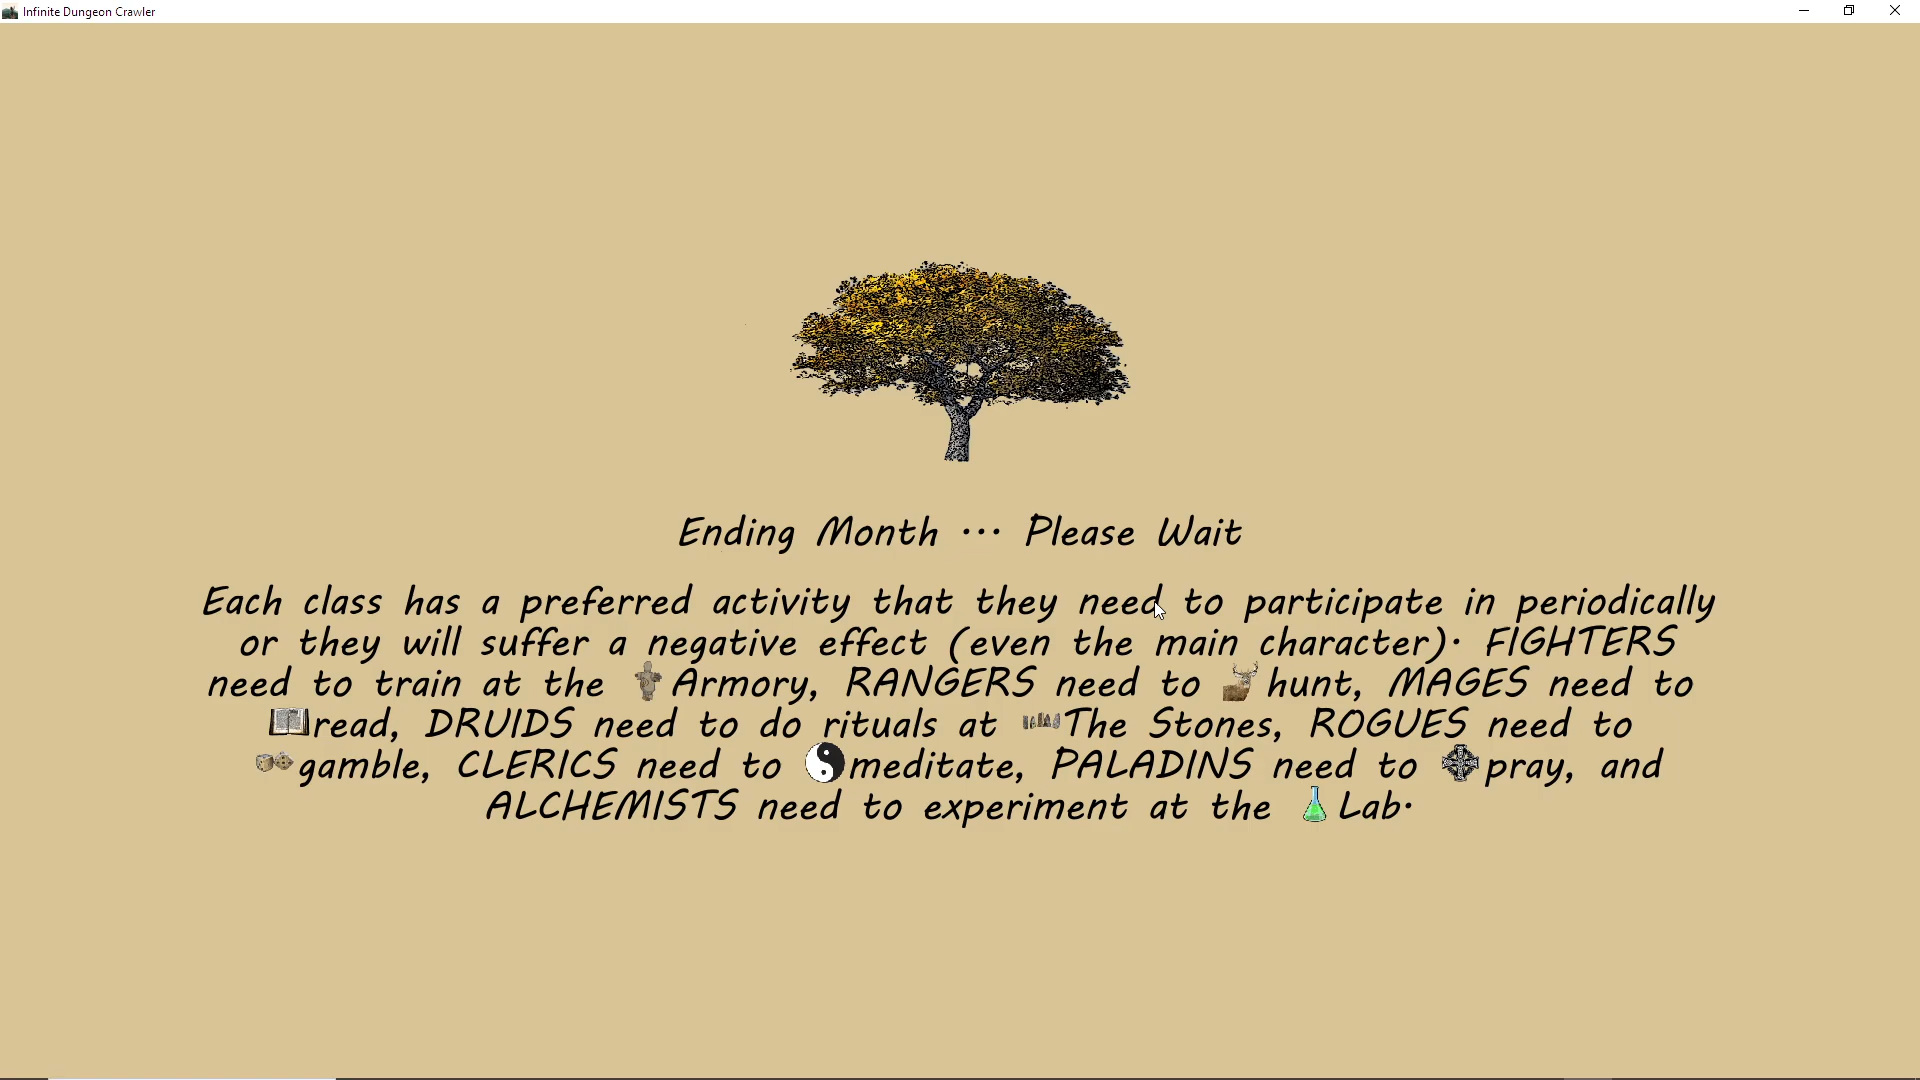 Infinite Dungeon Crawler
Ending Month ... Please Wait
Each class has a preferred activity that they need to participate in periodically
or they will suffer a negative effect (even the main character). FIGHTERS
need to train at the Armory, RANGERS need to hunt, MAGES need to
read, DRUIDS need to do rituals at The Stones, ROGUES need to
gamble, CLERICS need to meditate, PALADINS need to pray, and
ALCHEMISTS need to experiment at the Lab.